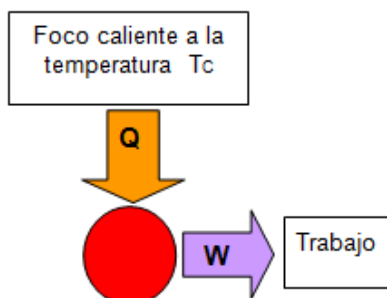 Foco caliente a la
temperatura Tc
Q
W
Trabajo